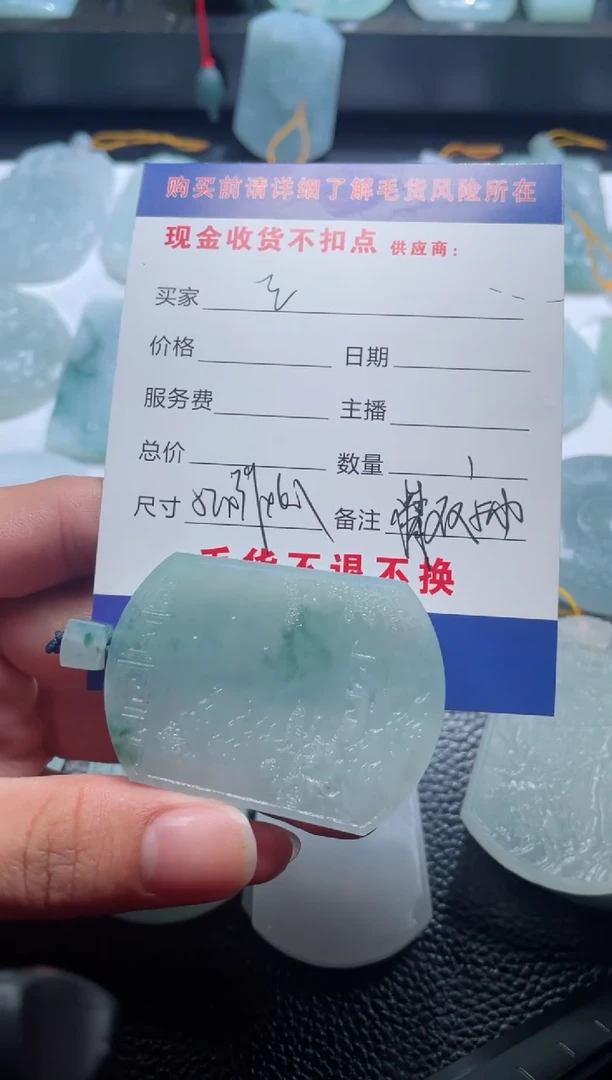 购买前请详细了解毛货风险所在
现金收货不扣点 供应商：
买家
价格 日期
服务费 主播
总价 数量 1
尺寸 备注
毛货不退不换